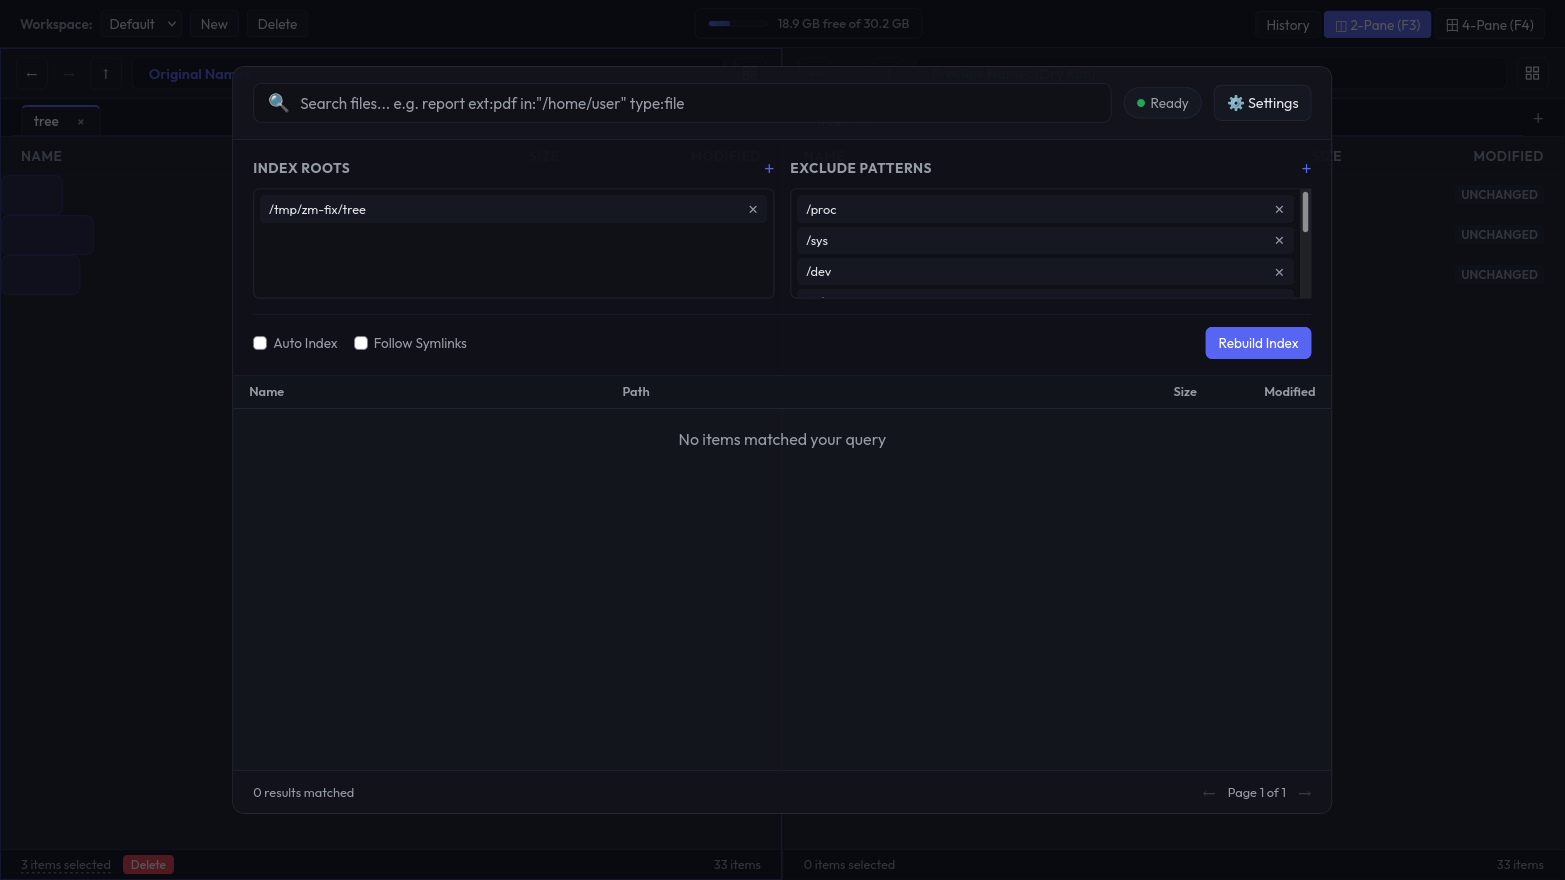 Workspace: Default New Delete 18.9 GB free of 30.2 GB History 2-Pane (F3) 4-Pane (F4)
← → ↑ Original Nam
🔍 Search files... e.g. report ext:pdf in:"/home/user" type:file Ready ⚙️ Settings
tree × +
NAME SIZE MODIFIED MODIFIED
INDEX ROOTS + EXCLUDE PATTERNS +
/tmp/zm-fix/tree ✕
/proc ✕
/sys ✕
/dev ✕
UNCHANGED
UNCHANGED
UNCHANGED
Auto Index Follow Symlinks Rebuild Index
Name Path Size Modified
No items matched your query
0 results matched ← Page 1 of 1 →
3 items selected Delete 33 items 0 items selected 33 items